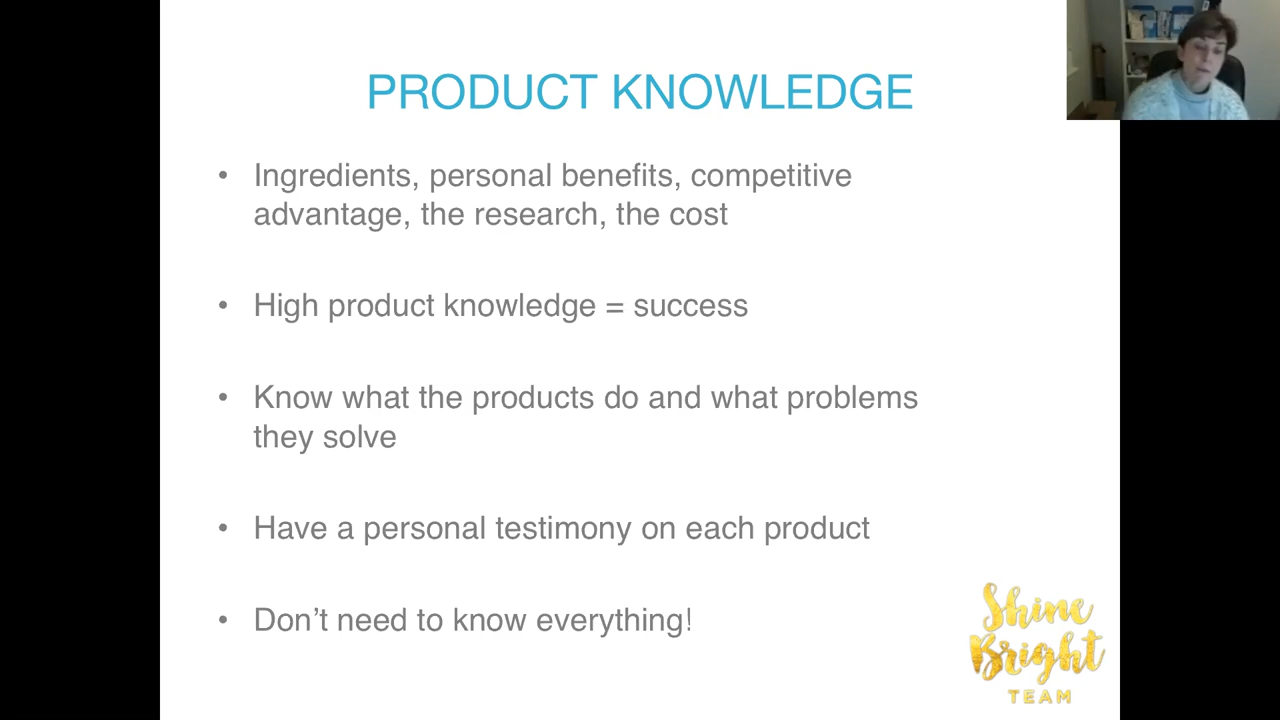 PRODUCT KNOWLEDGE
• Ingredients, personal benefits, competitive
advantage, the research, the cost
• High product knowledge = success
• Know what the products do and what problems
they solve
• Have a personal testimony on each product
• Don’t need to know everything!
Shine
Bright
TEAM